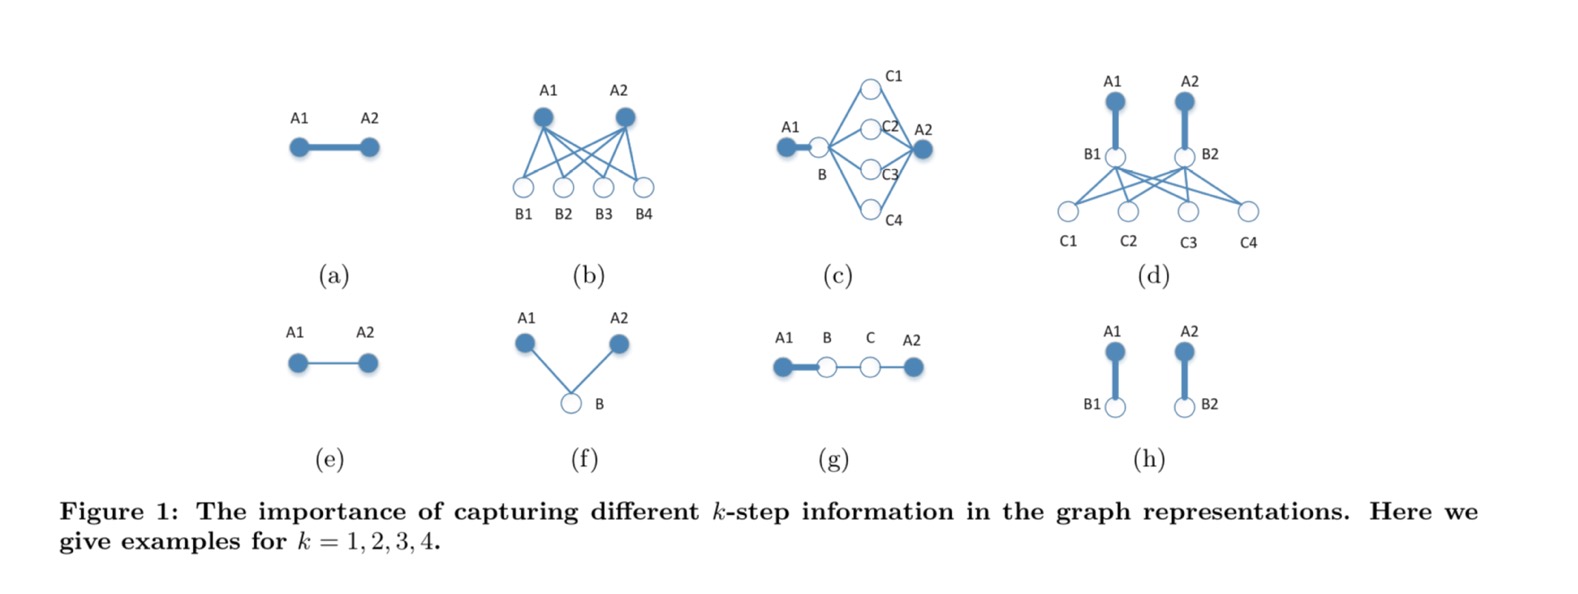 A1 A2
(a)
A1 A2
B1 B2 B3 B4
(b)
C1
A1 C2 A2
B C3
C4
(c)
A1 A2
B1 B2
C1 C2 C3 C4
(d)
A1 A2
(e)
A1 A2
B
(f)
A1 B C A2
(g)
A1 A2
B1 B2
(h)
Figure 1: The importance of capturing different k-step information in the graph representations. Here we
give examples for k = 1, 2, 3, 4.